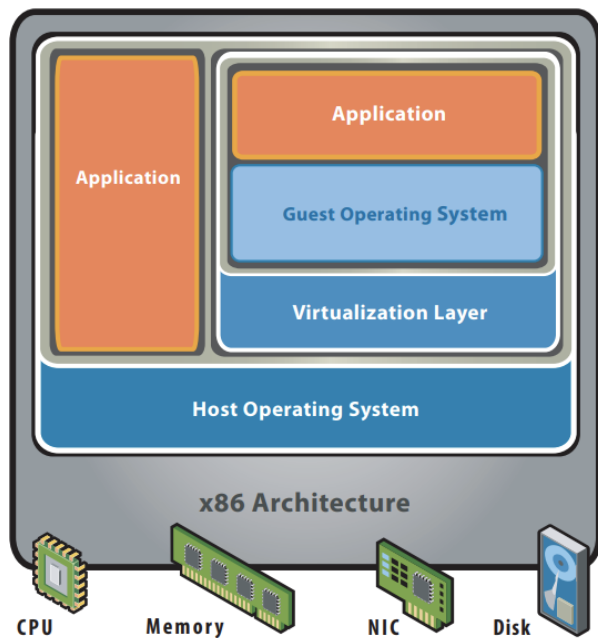 Application
Application
Guest Operating System
Virtualization Layer
Host Operating System
x86 Architecture
CPU
Memory
NIC
Disk